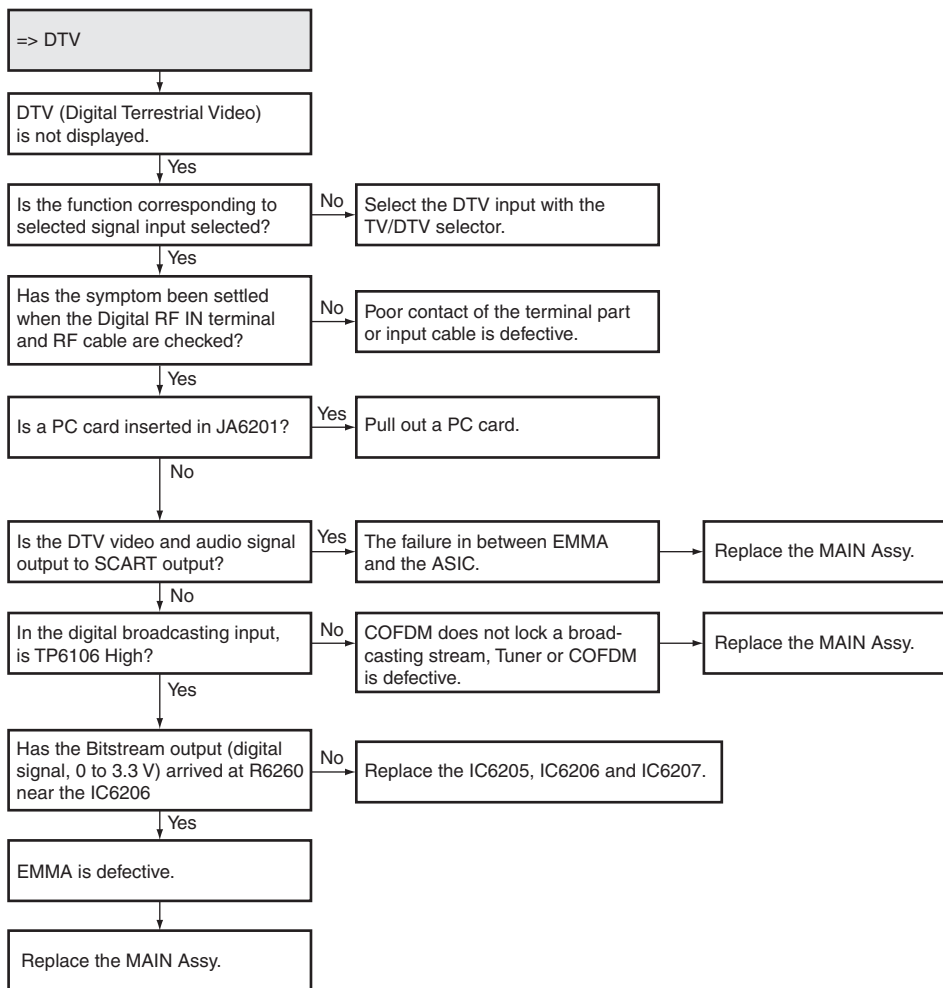 => DTV
DTV (Digital Terrestrial Video)
is not displayed.
Yes
Is the function corresponding to
selected signal input selected?
No
Select the DTV input with the
TV/DTV selector.
Yes
Has the symptom been settled
when the Digital RF IN terminal
and RF cable are checked?
No
Poor contact of the terminal part
or input cable is defective.
Yes
Is a PC card inserted in JA6201?
Yes
Pull out a PC card.
No
Is the DTV video and audio signal
output to SCART output?
Yes
The failure in between EMMA
and the ASIC.
Replace the MAIN Assy.
No
In the digital broadcasting input,
is TP6106 High?
No
COFDM does not lock a broad-
casting stream, Tuner or COFDM
is defective.
Replace the MAIN Assy.
Yes
Has the Bitstream output (digital
signal, 0 to 3.3 V) arrived at R6260
near the IC6206
No
Replace the IC6205, IC6206 and IC6207.
Yes
EMMA is defective.
Replace the MAIN Assy.